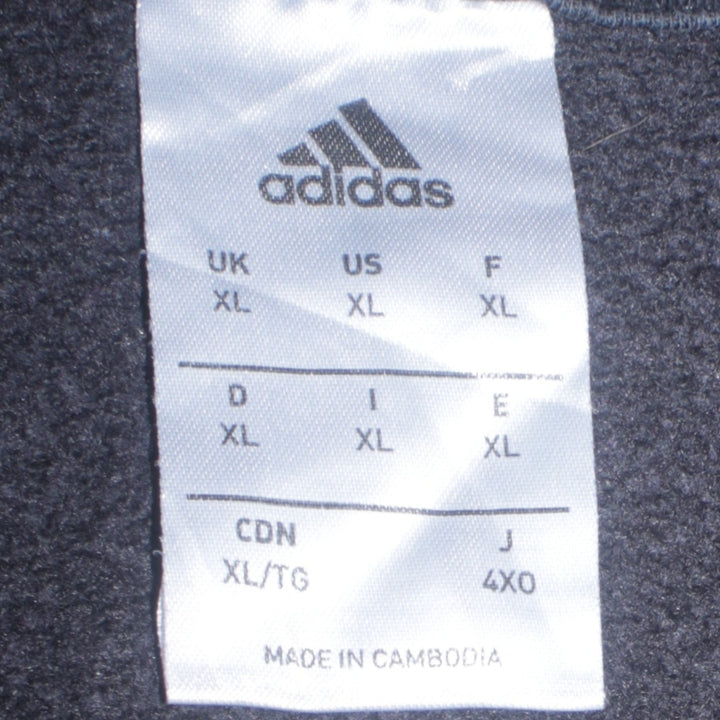 adidas
UK US F
XL XL XL
D I E
XL XL XL
CDN J
XL/TG 4XO
MADE IN CAMBODIA